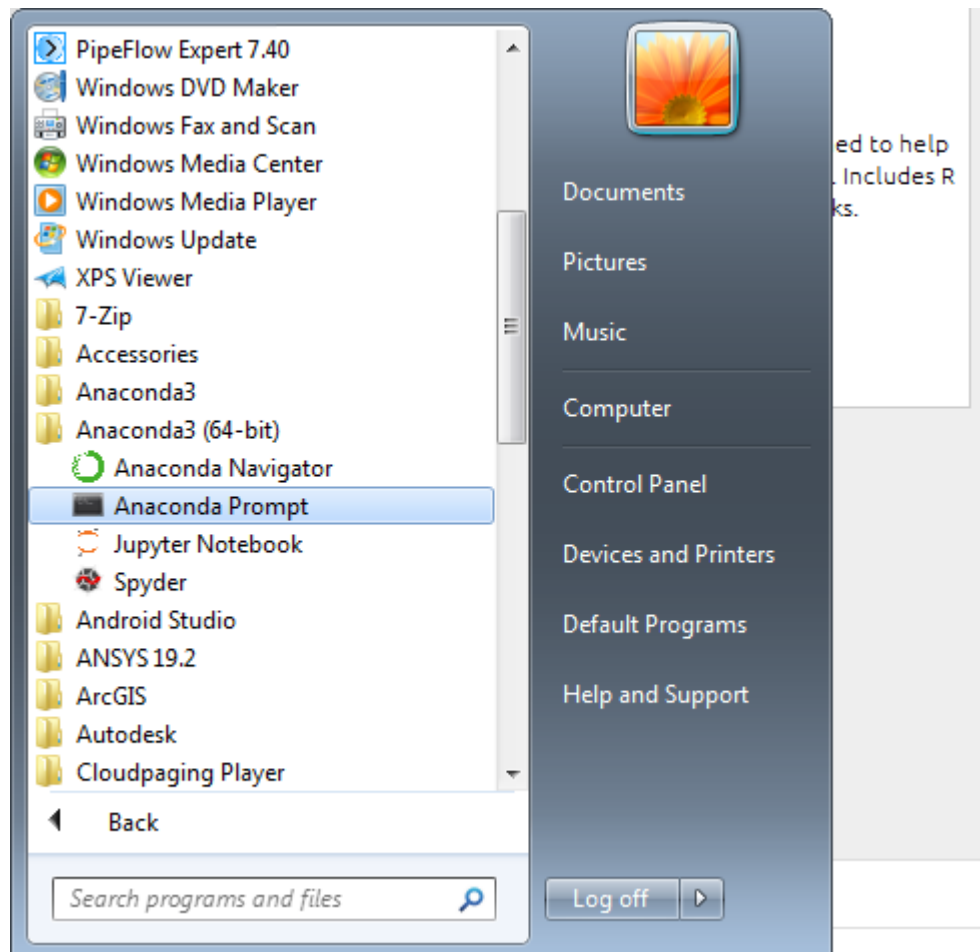 PipeFlow Expert 7.40
Windows DVD Maker
Windows Fax and Scan
Windows Media Center
Windows Media Player
Windows Update
XPS Viewer
7-Zip
Accessories
Anaconda3
Anaconda3 (64-bit)
Anaconda Navigator
Anaconda Prompt
Jupyter Notebook
Spyder
Android Studio
ANSYS 19.2
ArcGIS
Autodesk
Cloudpaging Player
Back
Search programs and files
Documents
Pictures
Music
Computer
Control Panel
Devices and Printers
Default Programs
Help and Support
Log off
ed to help
. Includes R
ks.